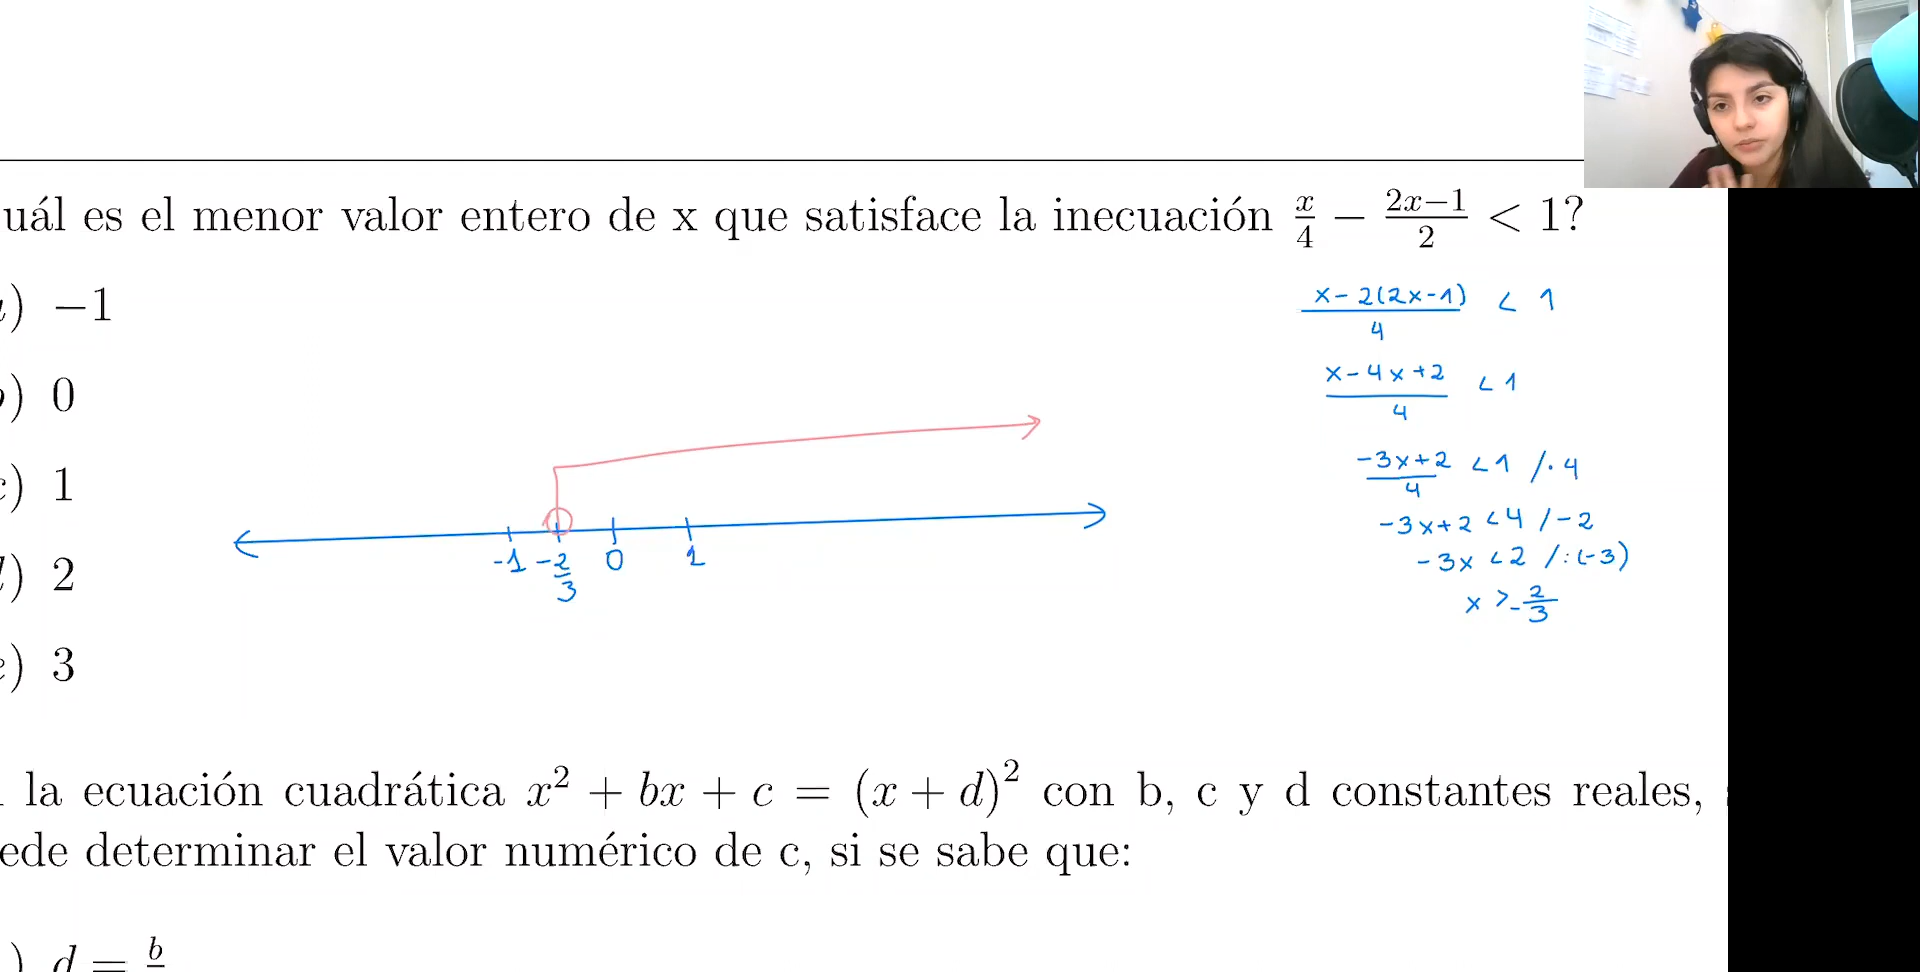 uál es el menor valor entero de x que satisface la inecuación x/4 − 2x−1/2 < 1?
) −1
) 0
) 1
) 2
) 3
-1 -2/3 0 1
x-2(2x-1)/4 < 1
x-4x+2/4 <1
-3x+2/4 <1 /·4
-3x+2 <4 /-2
-3x <2 /:(-3)
x >-2/3
la ecuación cuadrática x² + bx + c = (x + d)² con b, c y d constantes reales,
ede determinar el valor numérico de c, si se sabe que:
) d = b